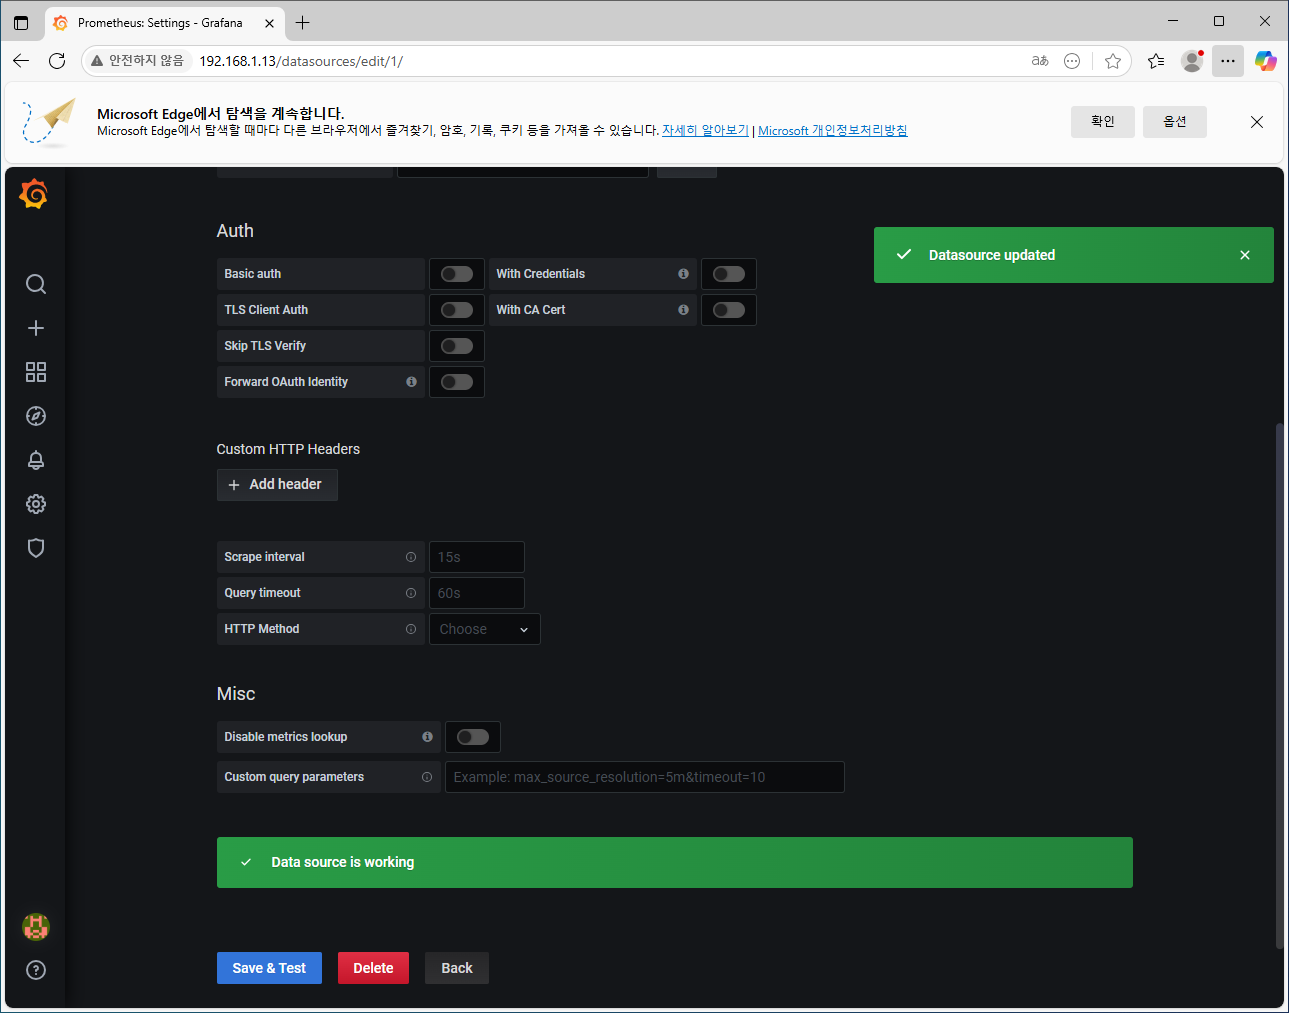 Prometheus: Settings - Grafana
안전하지 않음 192.168.1.13/datasources/edit/1/
Microsoft Edge에서 탐색을 계속합니다.
Microsoft Edge에서 탐색할 때마다 다른 브라우저에서 즐겨찾기, 암호, 기록, 쿠키 등을 가져올 수 있습니다. 자세히 알아보기 | Microsoft 개인정보처리방침
확인
옵션
Auth
Datasource updated
Basic auth
With Credentials
TLS Client Auth
With CA Cert
Skip TLS Verify
Forward OAuth Identity
Custom HTTP Headers
Add header
Scrape interval
15s
Query timeout
60s
HTTP Method
Choose
Misc
Disable metrics lookup
Custom query parameters
Example: max_source_resolution=5m&timeout=10
Data source is working
Save & Test
Delete
Back